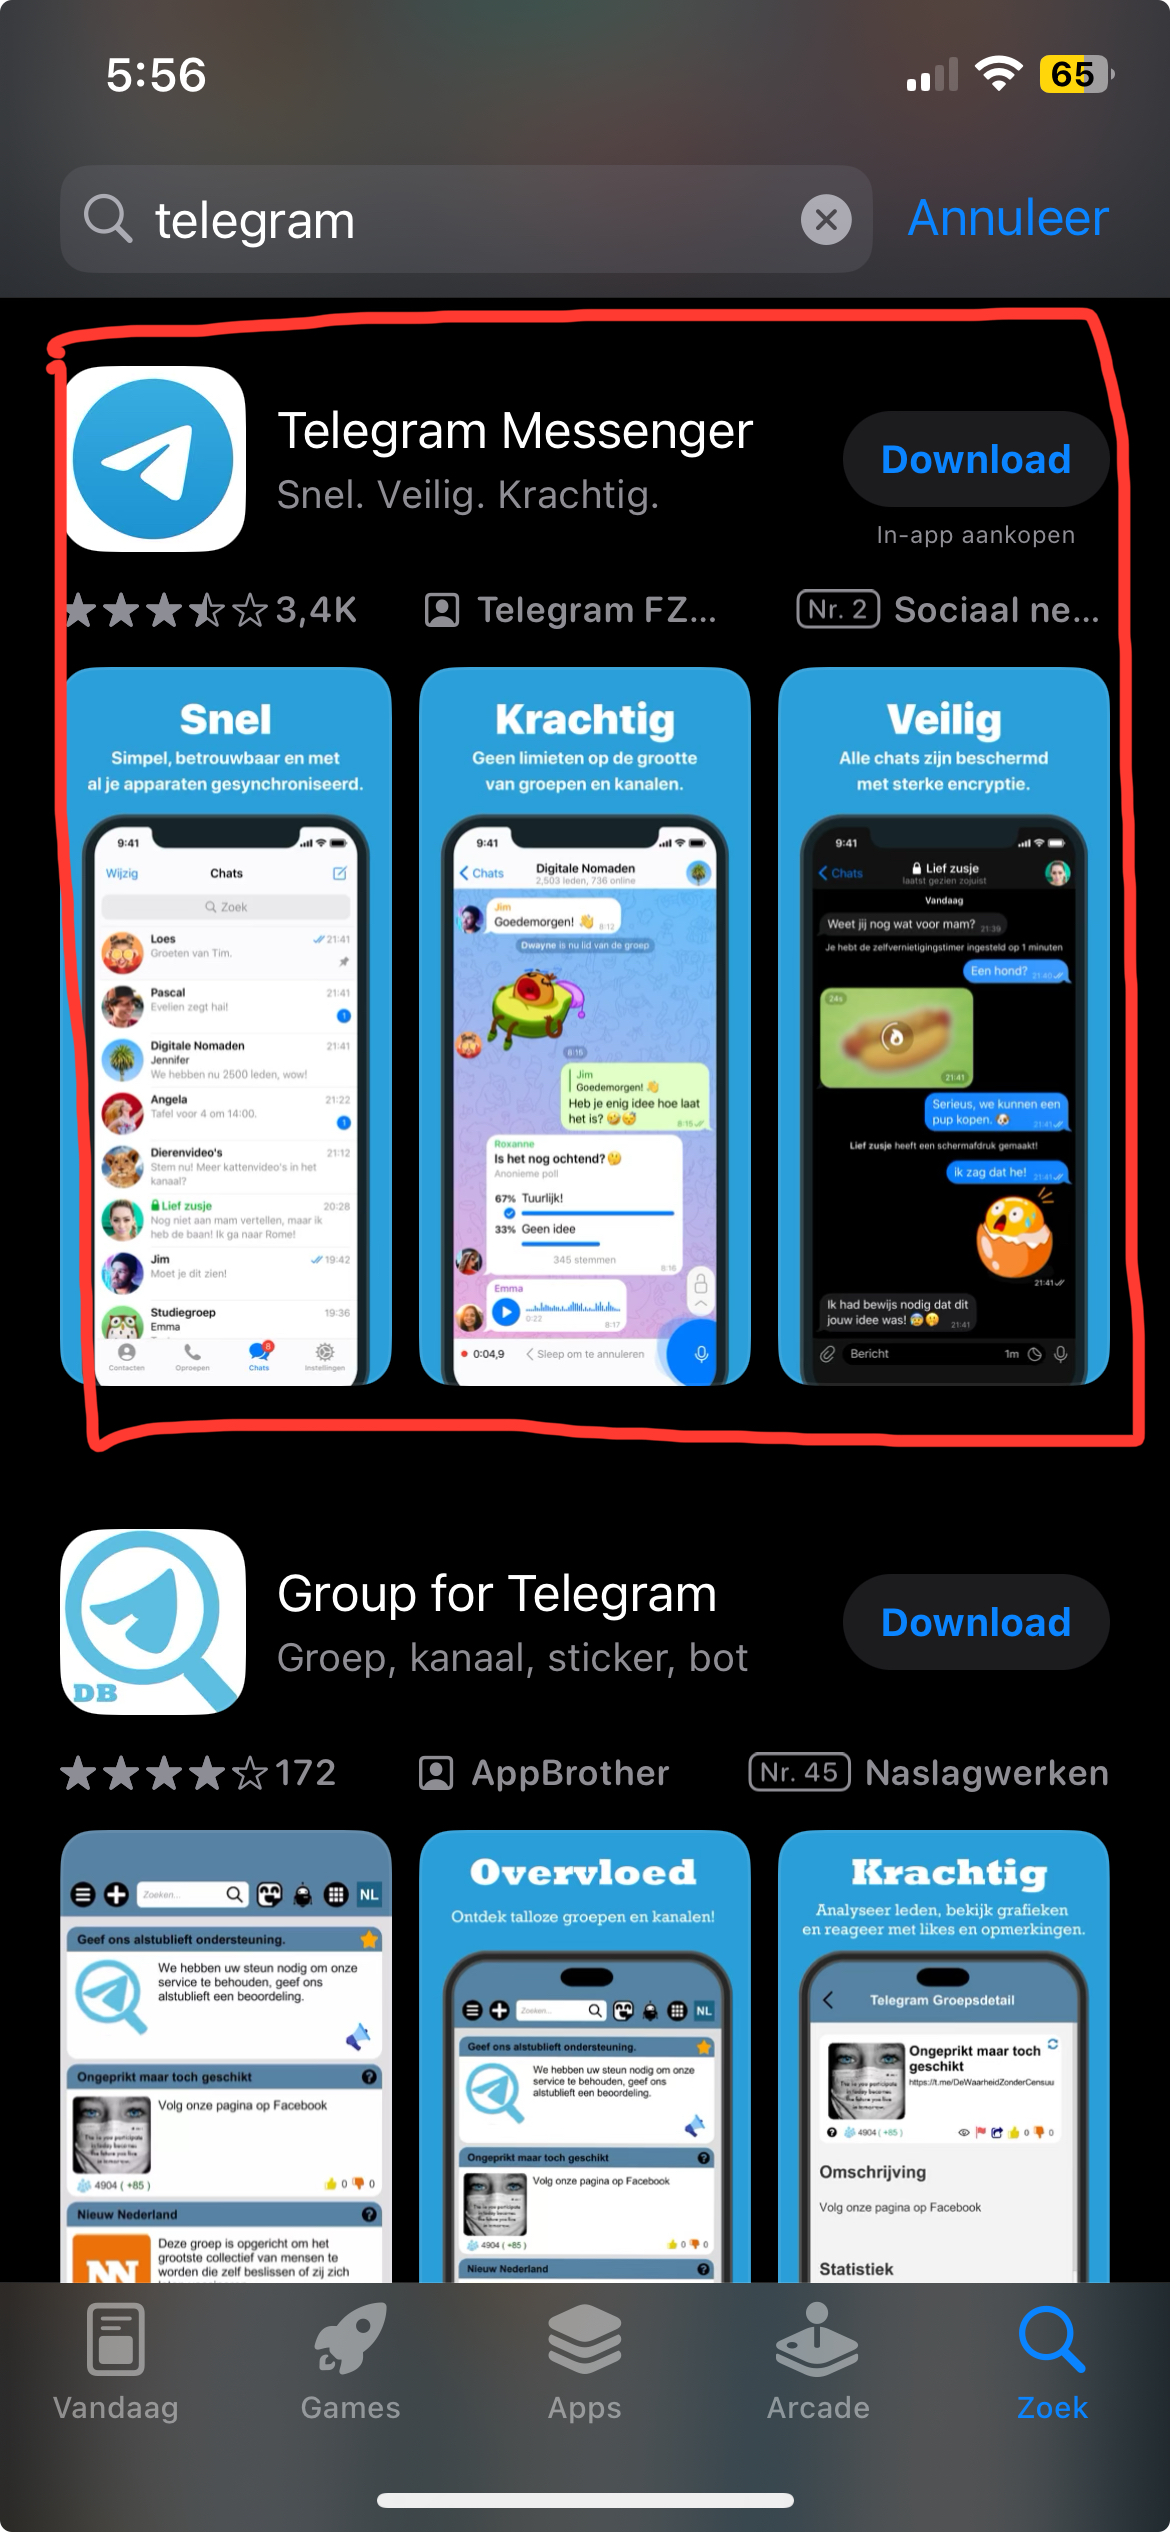 5:56
65
telegram
Annuleer
Telegram Messenger
Snel. Veilig. Krachtig.
Download
In-app aankopen
3,4K
Telegram FZ...
Nr. 2
Sociaal ne...
Snel
Simpel, betrouwbaar en met
al je apparaten gesynchroniseerd.
9:41
Wijzig
Chats
Zoek
Loes
21:41
Groeten van Tim.
Pascal
21:41
Evelien zegt hai!
1
Digitale Nomaden
21:41
Jennifer
We hebben nu 2500 leden, wow!
Angela
21:22
Tafel voor 4 om 14:00.
1
Dierenvideo's
21:12
Stem nu! Meer kattenvideo's in het
kanaal?
Lief zusje
20:28
Nog niet aan mam vertellen, maar ik
heb de baan! Ik ga naar Rome!
Jim
19:42
Moet je dit zien!
Studiegroep
19:36
Emma
8
Contacten
Oproepen
Chats
Instellingen
Krachtig
Geen limieten op de grootte
van groepen en kanalen.
9:41
Chats
Digitale Nomaden
2,503 leden, 736 online
Jim
Goedemorgen! 👋
8:12
Dwayne is nu lid van de groep
8:15
Jim
Goedemorgen! 👋
Heb je enig idee hoe laat
het is? 🤣😴
8:15
Roxanne
Is het nog ochtend?🤔
Anonieme poll
67% Tuurlijk!
33% Geen idee
345 stemmen
8:16
Emma
0:22
8:17
0:04,9
Sleep om te annuleren
Veilig
Alle chats zijn beschermd
met sterke encryptie.
9:41
Chats
Lief zusje
laatst gezien zojuist
Vandaag
Weet jij nog wat voor mam?
21:39
Je hebt de zelfvernietigingstimer ingesteld op 1 minuten
Een hond?
21:40
24s
21:41
Serieus, we kunnen een
pup kopen. 🐶
21:41
Lief zusje heeft een schermafdruk gemaakt!
ik zag dat he!
21:41
21:41
Ik had bewijs nodig dat dit
jouw idee was! 😰🤫
21:41
Bericht
1m
Group for Telegram
Groep, kanaal, sticker, bot
Download
DB
172
AppBrother
Nr. 45
Naslagwerken
Zoeken...
NL
Geef ons alstublieft ondersteuning.
We hebben uw steun nodig om onze
service te behouden, geef ons
alstublieft een beoordeling.
Ongeprikt maar toch geschikt
Volg onze pagina op Facebook
4904 ( +85 )
0
0
Nieuw Nederland
NN
Deze groep is opgericht om het
grootste collectief van mensen te
worden die zelf beslissen of zij zich
Overvloed
Ontdek talloze groepen en kanalen!
Zoeken...
NL
Geef ons alstublieft ondersteuning.
We hebben uw steun nodig om onze
service te behouden, geef ons
alstublieft een beoordeling.
Ongeprikt maar toch geschikt
Volg onze pagina op Facebook
4904 ( +85 )
0
0
Nieuw Nederland
Krachtig
Analyseer leden, bekijk grafieken
en reageer met likes en opmerkingen.
Telegram Groepsdetail
Ongeprikt maar toch
geschikt
https://t.me/DeWaarheidZonderCensuu
4904 ( +85 )
0
0
Omschrijving
Volg onze pagina op Facebook
Statistiek
Vandaag
Games
Apps
Arcade
Zoek